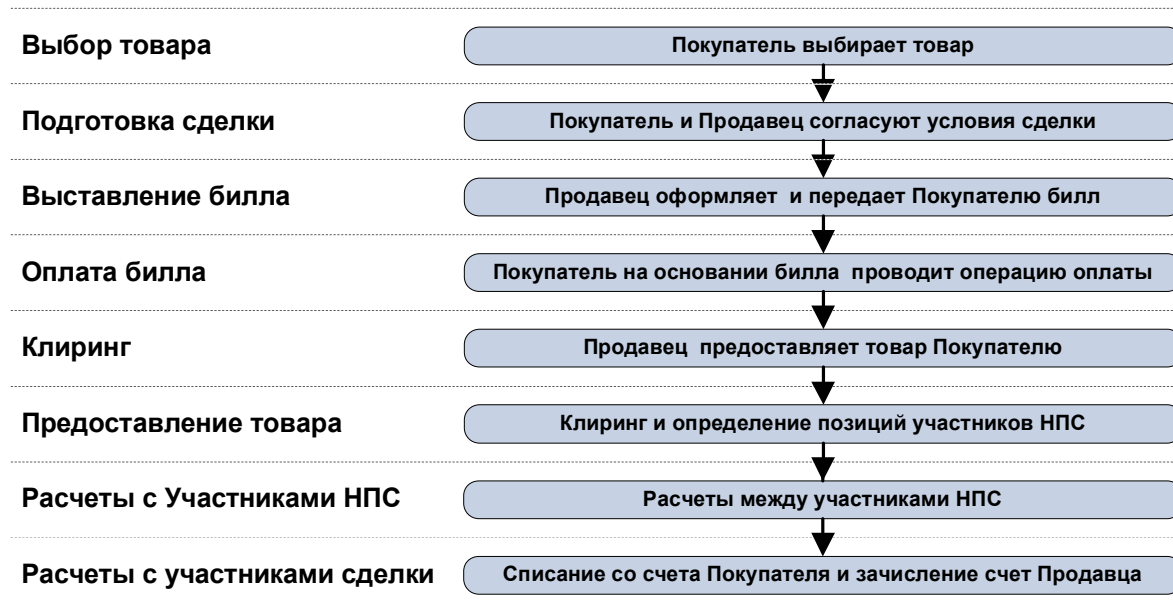 Выбор товара
Покупатель выбирает товар
Подготовка сделки
Покупатель и Продавец согласуют условия сделки
Выставление билла
Продавец оформляет и передает Покупателю билл
Оплата билла
Покупатель на основании билла проводит операцию оплаты
Клиринг
Продавец предоставляет товар Покупателю
Предоставление товара
Клиринг и определение позиций участников НПС
Расчеты с Участниками НПС
Расчеты между участниками НПС
Расчеты с участниками сделки
Списание со счета Покупателя и зачисление счет Продавца